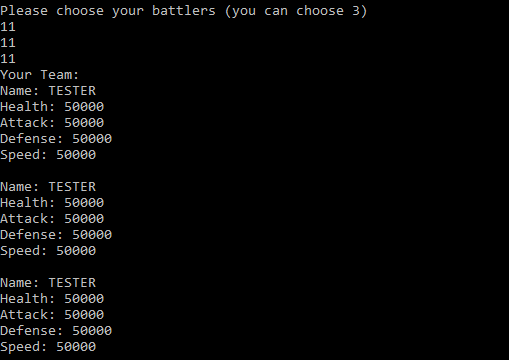 Please choose your battlers (you can choose 3)
11
11
11
Your Team:
Name: TESTER
Health: 50000
Attack: 50000
Defense: 50000
Speed: 50000

Name: TESTER
Health: 50000
Attack: 50000
Defense: 50000
Speed: 50000

Name: TESTER
Health: 50000
Attack: 50000
Defense: 50000
Speed: 50000